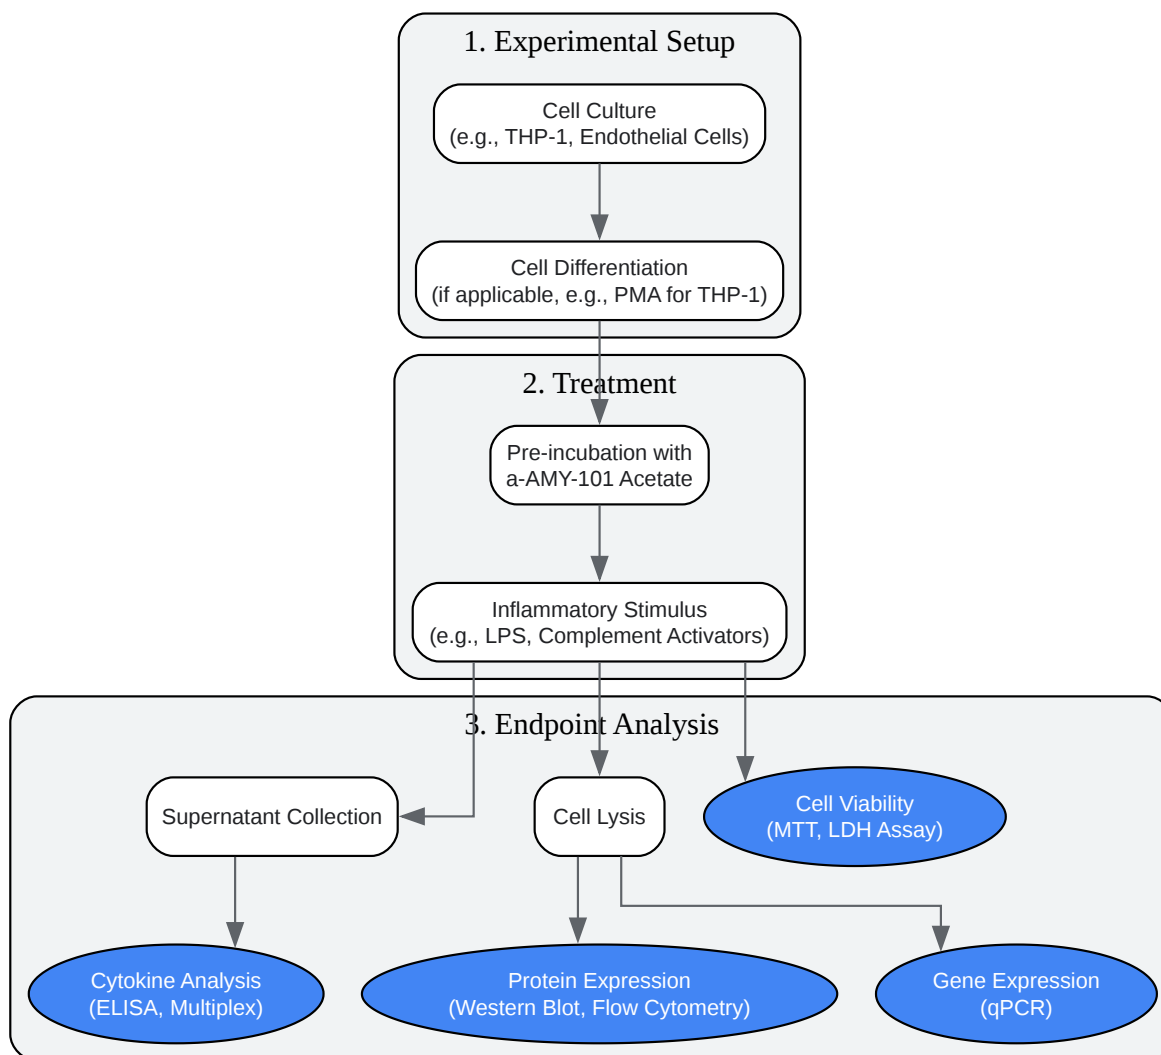 1. Experimental Setup
Cell Culture
(e.g., THP-1, Endothelial Cells)
Cell Differentiation
(if applicable, e.g., PMA for THP-1)
2. Treatment
Pre-incubation with
a-AMY-101 Acetate
Inflammatory Stimulus
(e.g., LPS, Complement Activators)
3. Endpoint Analysis
Supernatant Collection
Cell Lysis
Cell Viability
(MTT, LDH Assay)
Cytokine Analysis
(ELISA, Multiplex)
Protein Expression
(Western Blot, Flow Cytometry)
Gene Expression
(qPCR)